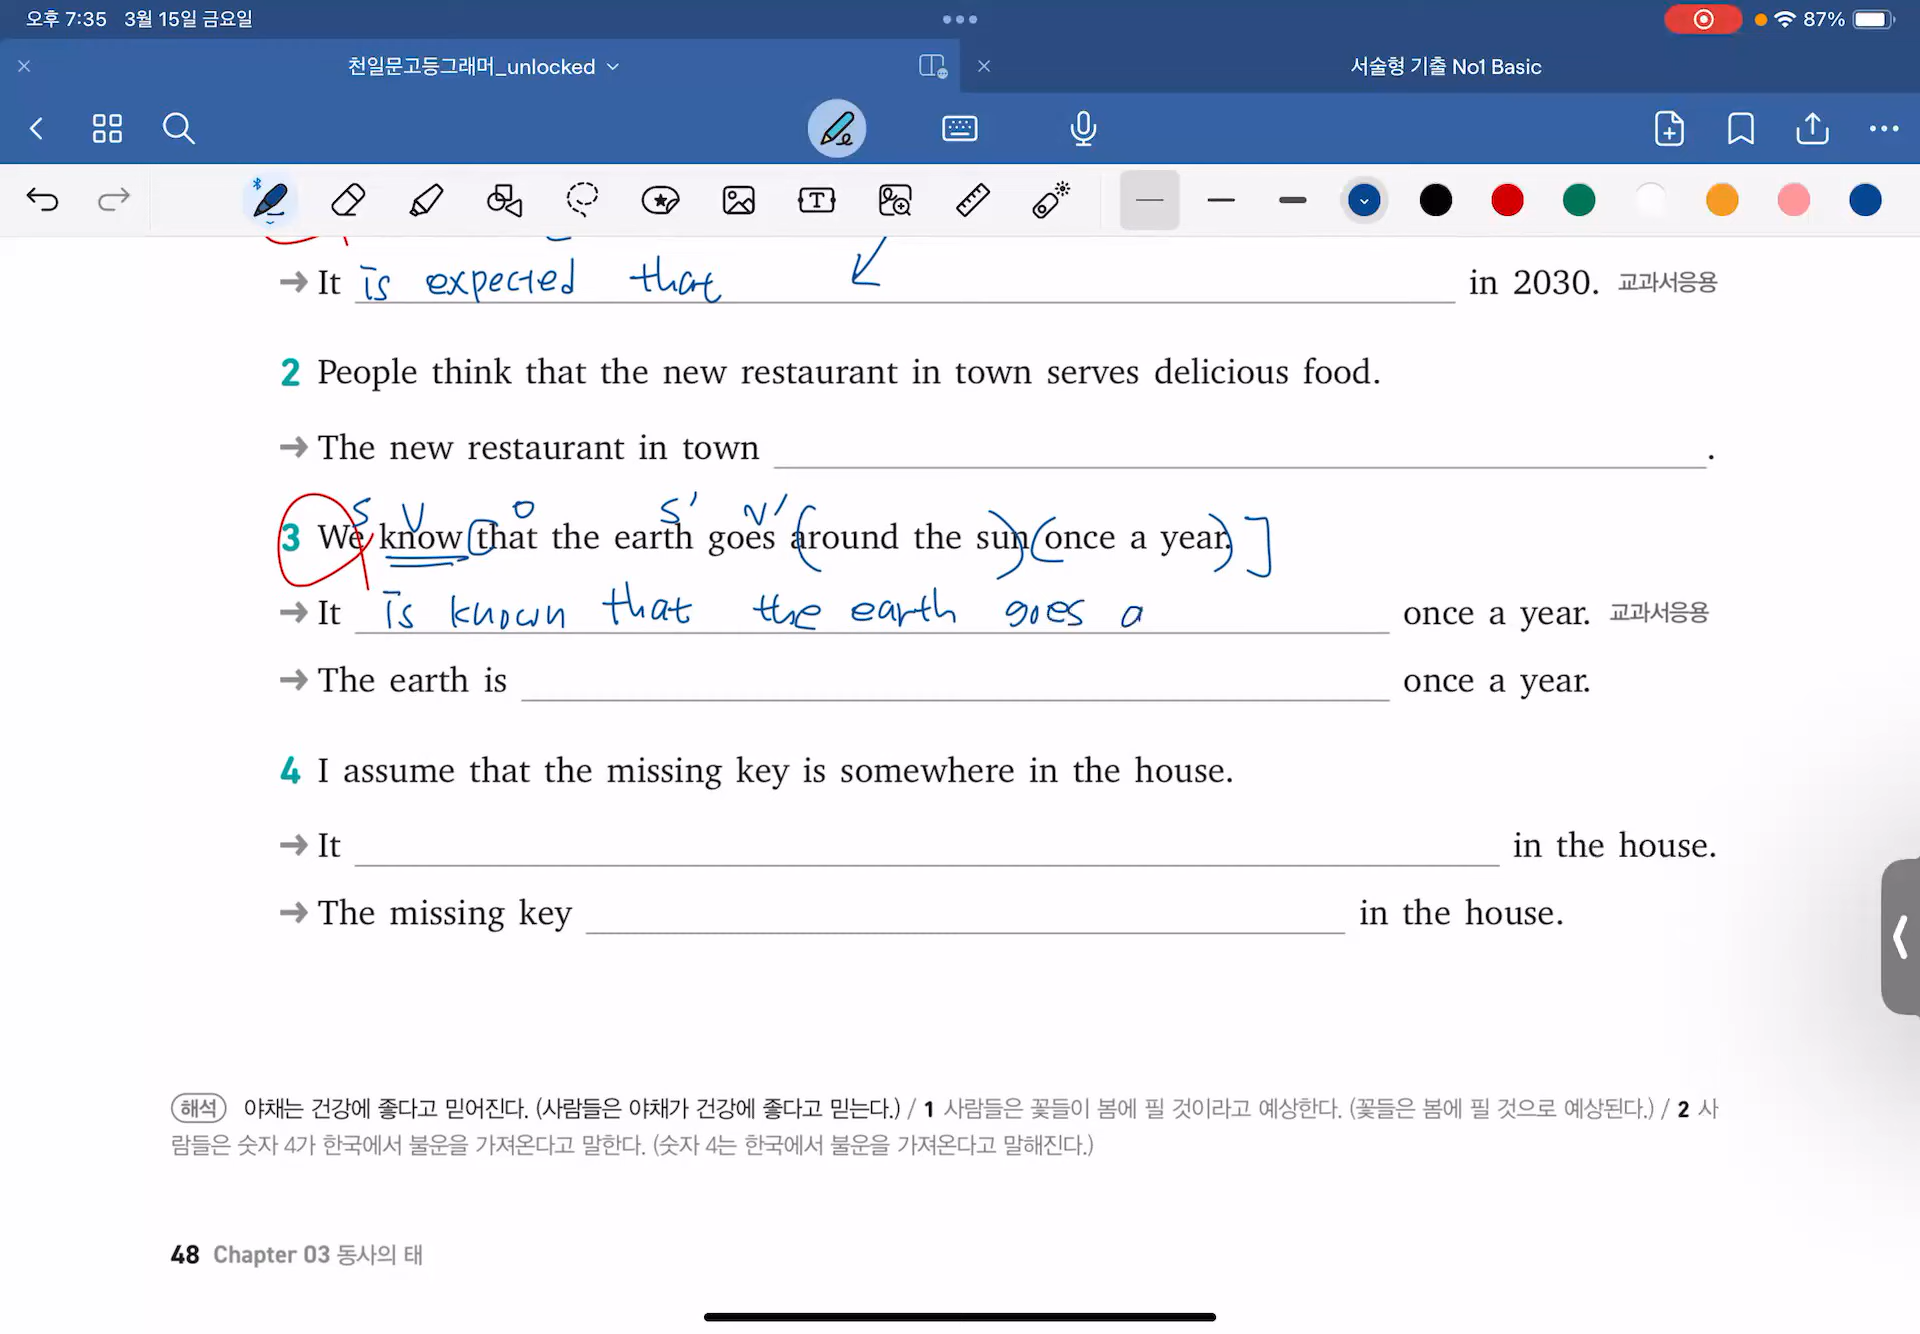 오후 7:35 3월 15일 금요일
87%
천일문고등그래머_unlocked
서술형 기출 No1 Basic
→ It is expected that in 2030. 교과서응용
2 People think that the new restaurant in town serves delicious food.
→ The new restaurant in town .
S V O S' V'
3 We know that the earth goes (around the sun) (once a year.) ]
→ It is known that the earth goes a once a year. 교과서응용
→ The earth is once a year.
4 I assume that the missing key is somewhere in the house.
→ It in the house.
→ The missing key in the house.
해석 야채는 건강에 좋다고 믿어진다. (사람들은 야채가 건강에 좋다고 믿는다.) / 1 사람들은 꽃들이 봄에 필 것이라고 예상한다. (꽃들은 봄에 필 것으로 예상된다.) / 2 사
람들은 숫자 4가 한국에서 불운을 가져온다고 말한다. (숫자 4는 한국에서 불운을 가져온다고 말해진다.)
48 Chapter 03 동사의 태